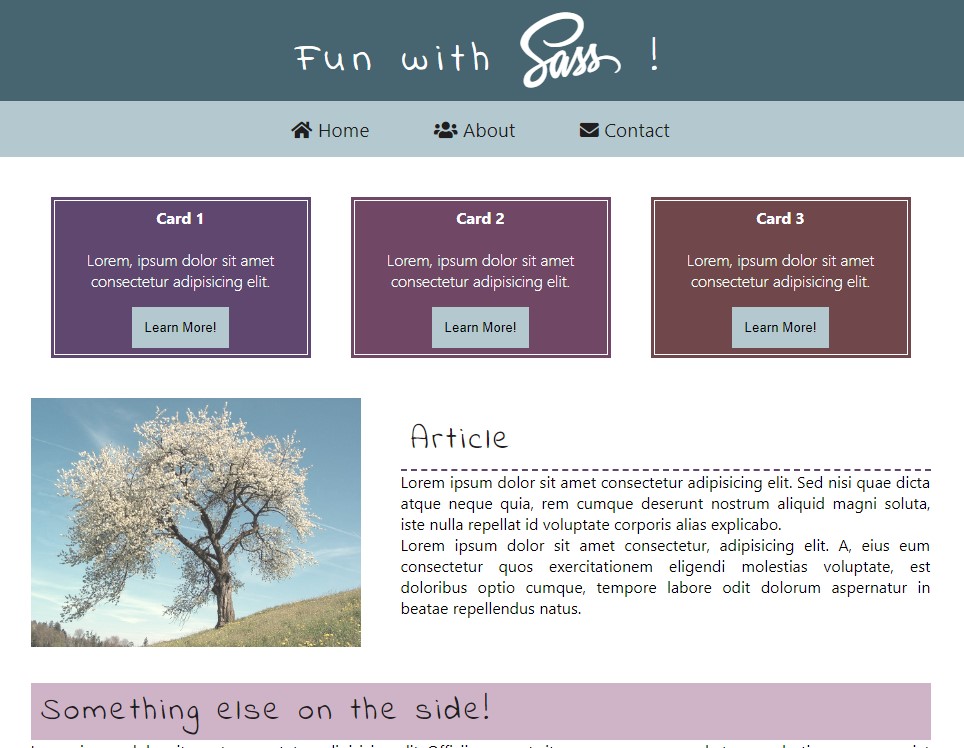 Fun with Sass !
Home About Contact
Card 1
Lorem, ipsum dolor sit amet
consectetur adipisicing elit.
Learn More!
Card 2
Lorem, ipsum dolor sit amet
consectetur adipisicing elit.
Learn More!
Card 3
Lorem, ipsum dolor sit amet
consectetur adipisicing elit.
Learn More!
Article
Lorem ipsum dolor sit amet consectetur adipisicing elit. Sed nisi quae dicta
atque neque quia, rem cumque deserunt nostrum aliquid magni soluta,
iste nulla repellat id voluptate corporis alias explicabo.
Lorem ipsum dolor sit amet consectetur, adipisicing elit. A, eius eum
consectetur quos exercitationem eligendi molestias voluptate, est
doloribus optio cumque, tempore labore odit dolorum aspernatur in
beatae repellendus natus.
Something else on the side!